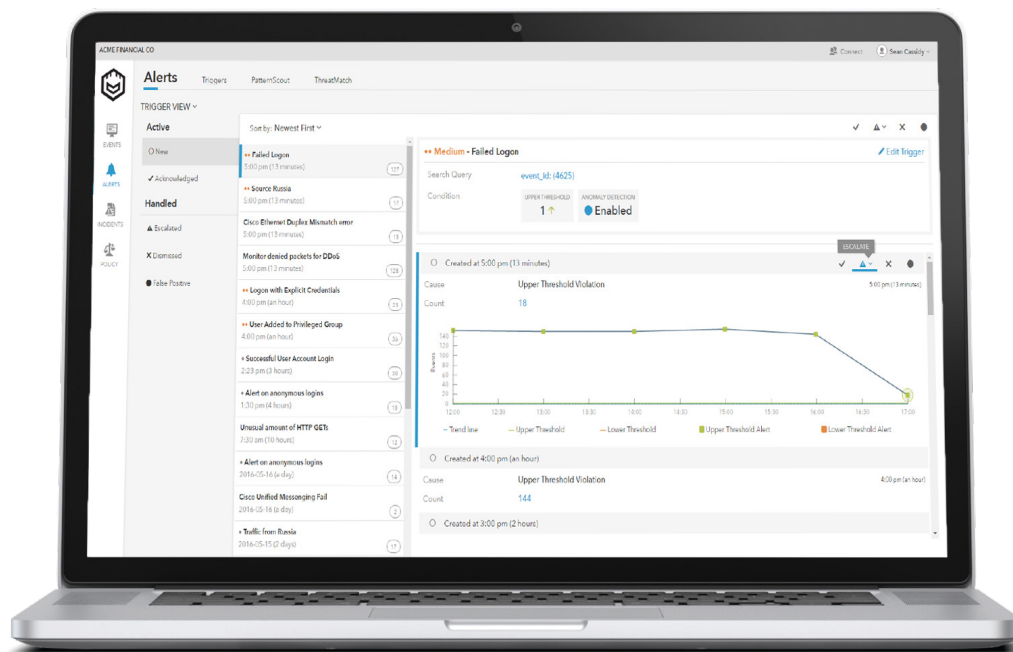 ACME FINANCIAL CO
Connect
Sean Cassidy
Alerts
Triggers
PatternScout
ThreatMatch
TRIGGER VIEW
EVENTS
ALERTS
INCIDENTS
POLICY
Active
New
Acknowledged
Handled
Escalated
Dismissed
False Positive
Sort by: Newest First
•• Failed Logon
5:00 pm (13 minutes)
127
•• Source Russia
5:00 pm (13 minutes)
Cisco Ethernet Duplex Mismatch error
5:00 pm (13 minutes)
Monitor denied packets for DDoS
5:00 pm (13 minutes)
128
•• Logon with Explicit Credentials
4:00 pm (an hour)
•• User Added to Privileged Group
4:00 pm (an hour)
• Successful User Account Login
2:23 pm (3 hours)
• Alert on anonymous logins
1:30 pm (4 hours)
Unusual amount of HTTP GETs
7:30 am (10 hours)
12
• Alert on anonymous logins
2016-05-16 (a day)
Cisco Unified Messenging Fail
2016-05-16 (a day)
2
• Traffic from Russia
2016-05-15 (2 days)
17
•• Medium - Failed Logon
Edit Trigger
Search Query
event_id: (4625)
Condition
UPPER THRESHOLD
1 ↑
ANOMALY DETECTION
Enabled
ESCALATE
Created at 5:00 pm (13 minutes)
Cause
Upper Threshold Violation
5:00 pm (13 minutes)
Count
18
Events
140
120
100
80
60
40
20
0
12:00 12:30 13:00 13:30 14:00 14:30 15:00 15:30 16:00 16:30 17:00
Trend line
Upper Threshold
Lower Threshold
Upper Threshold Alert
Lower Threshold Alert
Created at 4:00 pm (an hour)
Cause
Upper Threshold Violation
4:00 pm (an hour)
Count
144
Created at 3:00 pm (2 hours)